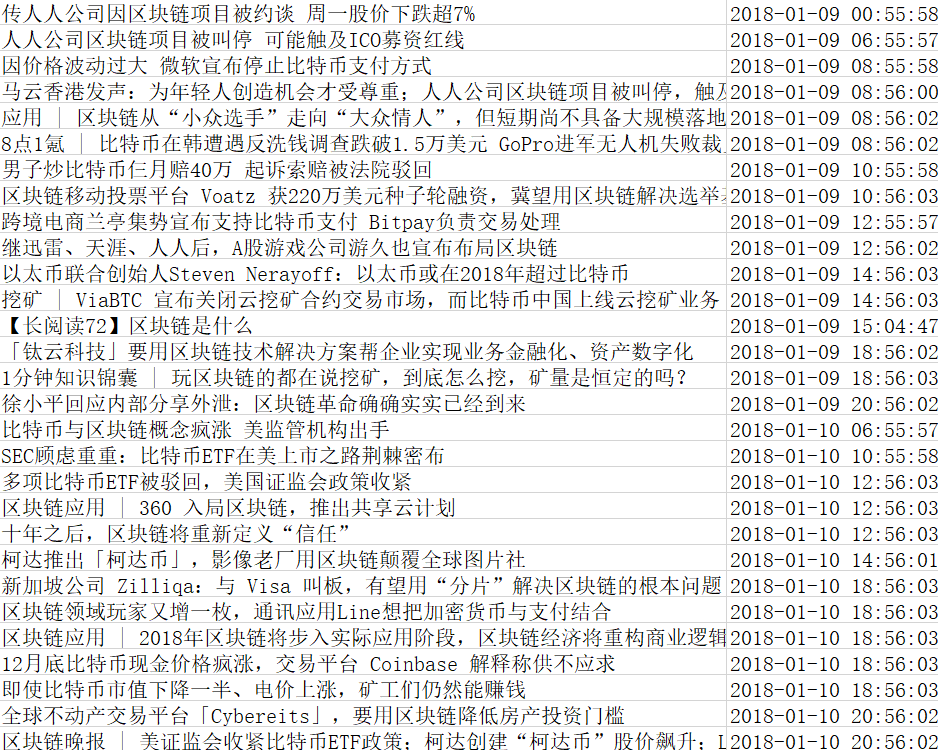 传人人公司因区块链项目被约谈 周一股价下跌超7% 2018-01-09 00:55:58
人人公司区块链项目被叫停 可能触及ICO募资红线 2018-01-09 06:55:57
因价格波动过大 微软宣布停止比特币支付方式 2018-01-09 08:55:58
马云香港发声：为年轻人创造机会才受尊重；人人公司区块链项目被叫停，触及 2018-01-09 08:56:00
应用 | 区块链从“小众选手”走向“大众情人”，但短期尚不具备大规模落地 2018-01-09 08:56:02
8点1氪 | 比特币在韩遭遇反洗钱调查跌破1.5万美元 GoPro进军无人机失败裁 2018-01-09 08:56:02
男子炒比特币仨月赔40万 起诉索赔被法院驳回 2018-01-09 10:55:58
区块链移动投票平台 Voatz 获220万美元种子轮融资，冀望用区块链解决选举 2018-01-09 10:56:03
跨境电商兰亭集势宣布支持比特币支付 Bitpay负责交易处理 2018-01-09 12:55:57
继迅雷、天涯、人人后，A股游戏公司游久也宣布布局区块链 2018-01-09 12:56:02
以太币联合创始人Steven Nerayoff：以太币或在2018年超过比特币 2018-01-09 14:56:03
挖矿 | ViaBTC 宣布关闭云挖矿合约交易市场，而比特币中国上线云挖矿业务 2018-01-09 14:56:03
【长阅读72】区块链是什么 2018-01-09 15:04:47
「钛云科技」要用区块链技术解决方案帮企业实现业务金融化、资产数字化 2018-01-09 18:56:02
1分钟知识锦囊 | 玩区块链的都在说挖矿，到底怎么挖，矿量是恒定的吗？ 2018-01-09 18:56:03
徐小平回应内部分享外泄：区块链革命确确实实已经到来 2018-01-09 20:56:02
比特币与区块链概念疯涨 美监管机构出手 2018-01-10 06:55:57
SEC顾虑重重：比特币ETF在美上市之路荆棘密布 2018-01-10 10:55:58
多项比特币ETF被驳回，美国证监会政策收紧 2018-01-10 12:56:03
区块链应用 | 360 入局区块链，推出共享云计划 2018-01-10 12:56:03
十年之后，区块链将重新定义“信任” 2018-01-10 12:56:03
柯达推出「柯达币」，影像老厂用区块链颠覆全球图片社 2018-01-10 14:56:01
新加坡公司 Zilliqa：与 Visa 叫板，有望用“分片”解决区块链的根本问题 2018-01-10 18:56:03
区块链领域玩家又增一枚，通讯应用Line想把加密货币与支付结合 2018-01-10 18:56:03
区块链应用 | 2018年区块链将步入实际应用阶段，区块链经济将重构商业逻辑 2018-01-10 18:56:03
12月底比特币现金价格疯涨，交易平台 Coinbase 解释称供不应求 2018-01-10 18:56:03
即使比特币市值下降一半、电价上涨，矿工们仍然能赚钱 2018-01-10 18:56:03
全球不动产交易平台「Cybereits」，要用区块链降低房产投资门槛 2018-01-10 20:56:02
区块链晚报 | 美证监会收紧比特币ETF政策；柯达创建“柯达币”股价飙升；L 2018-01-10 20:56:02